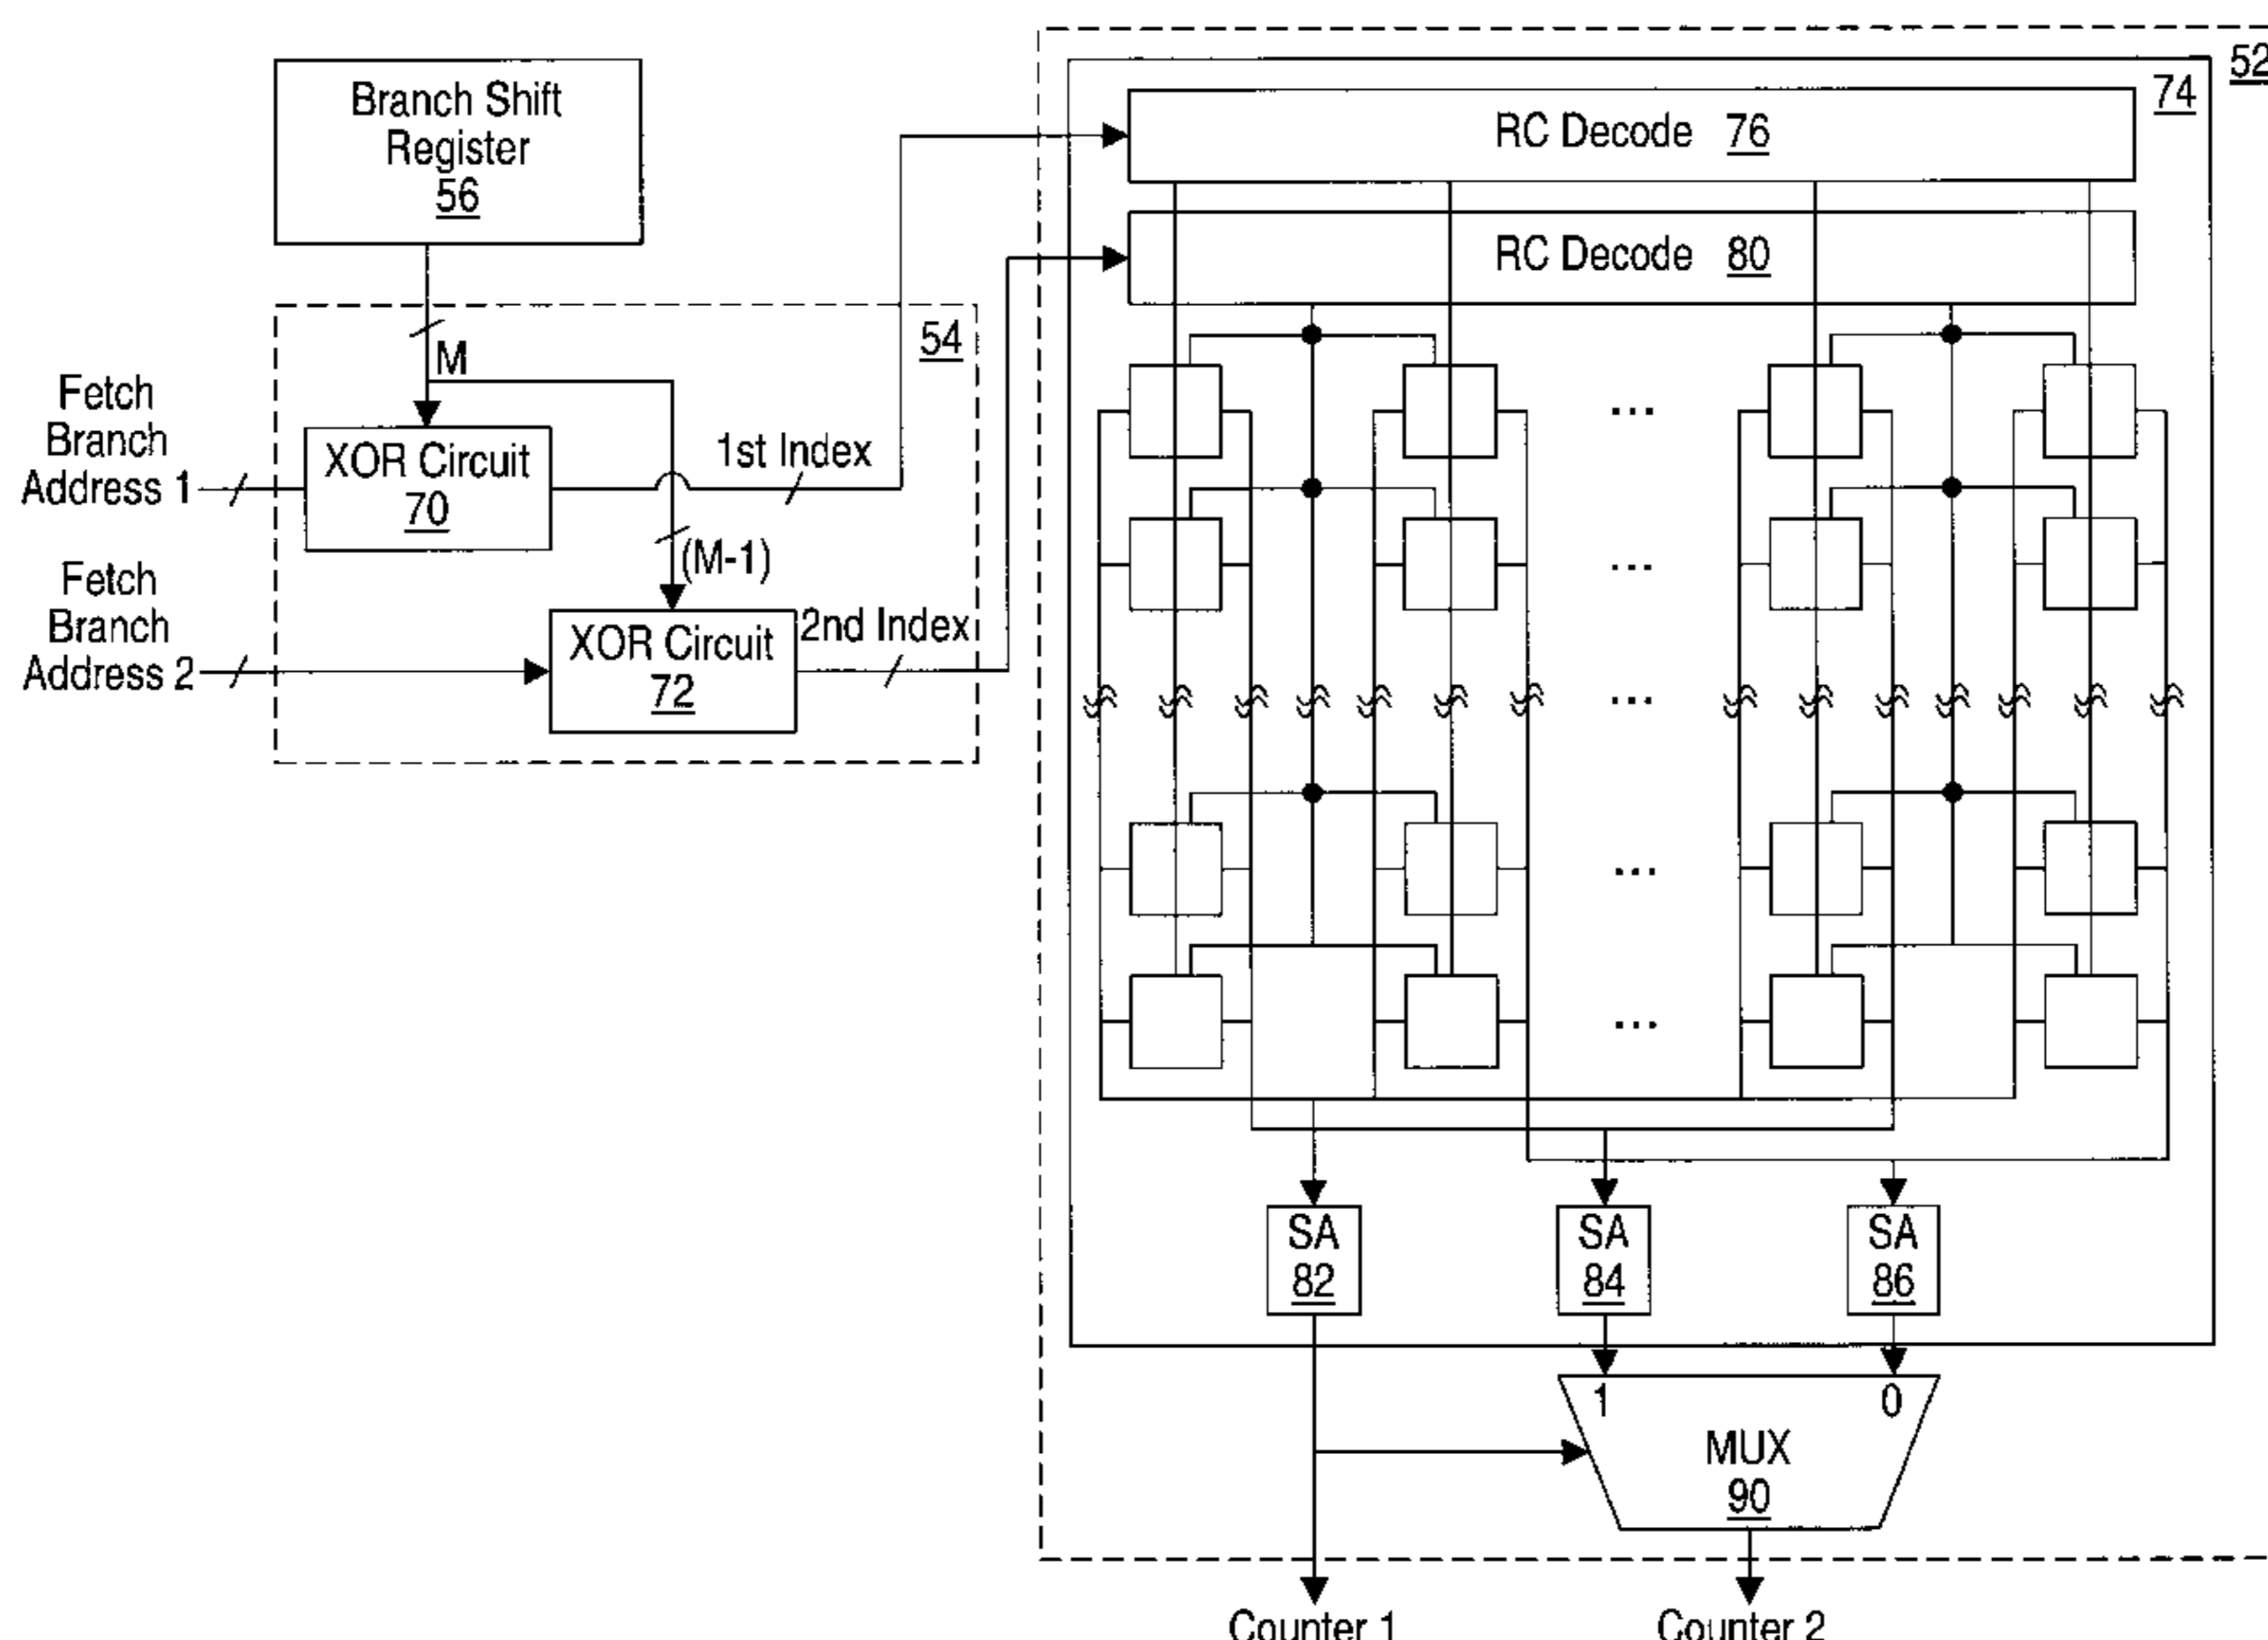 Branch Shift
Register
56
52
74
RC Decode 76
RC Decode 80
54
M
Fetch
Branch
Address 1
XOR Circuit
70
1st Index
(M-1)
Fetch
Branch
Address 2
XOR Circuit
72
2nd Index
...
...
...
...
...
SA
82
SA
84
SA
86
1
0
MUX
90
Counter 1
Counter 2